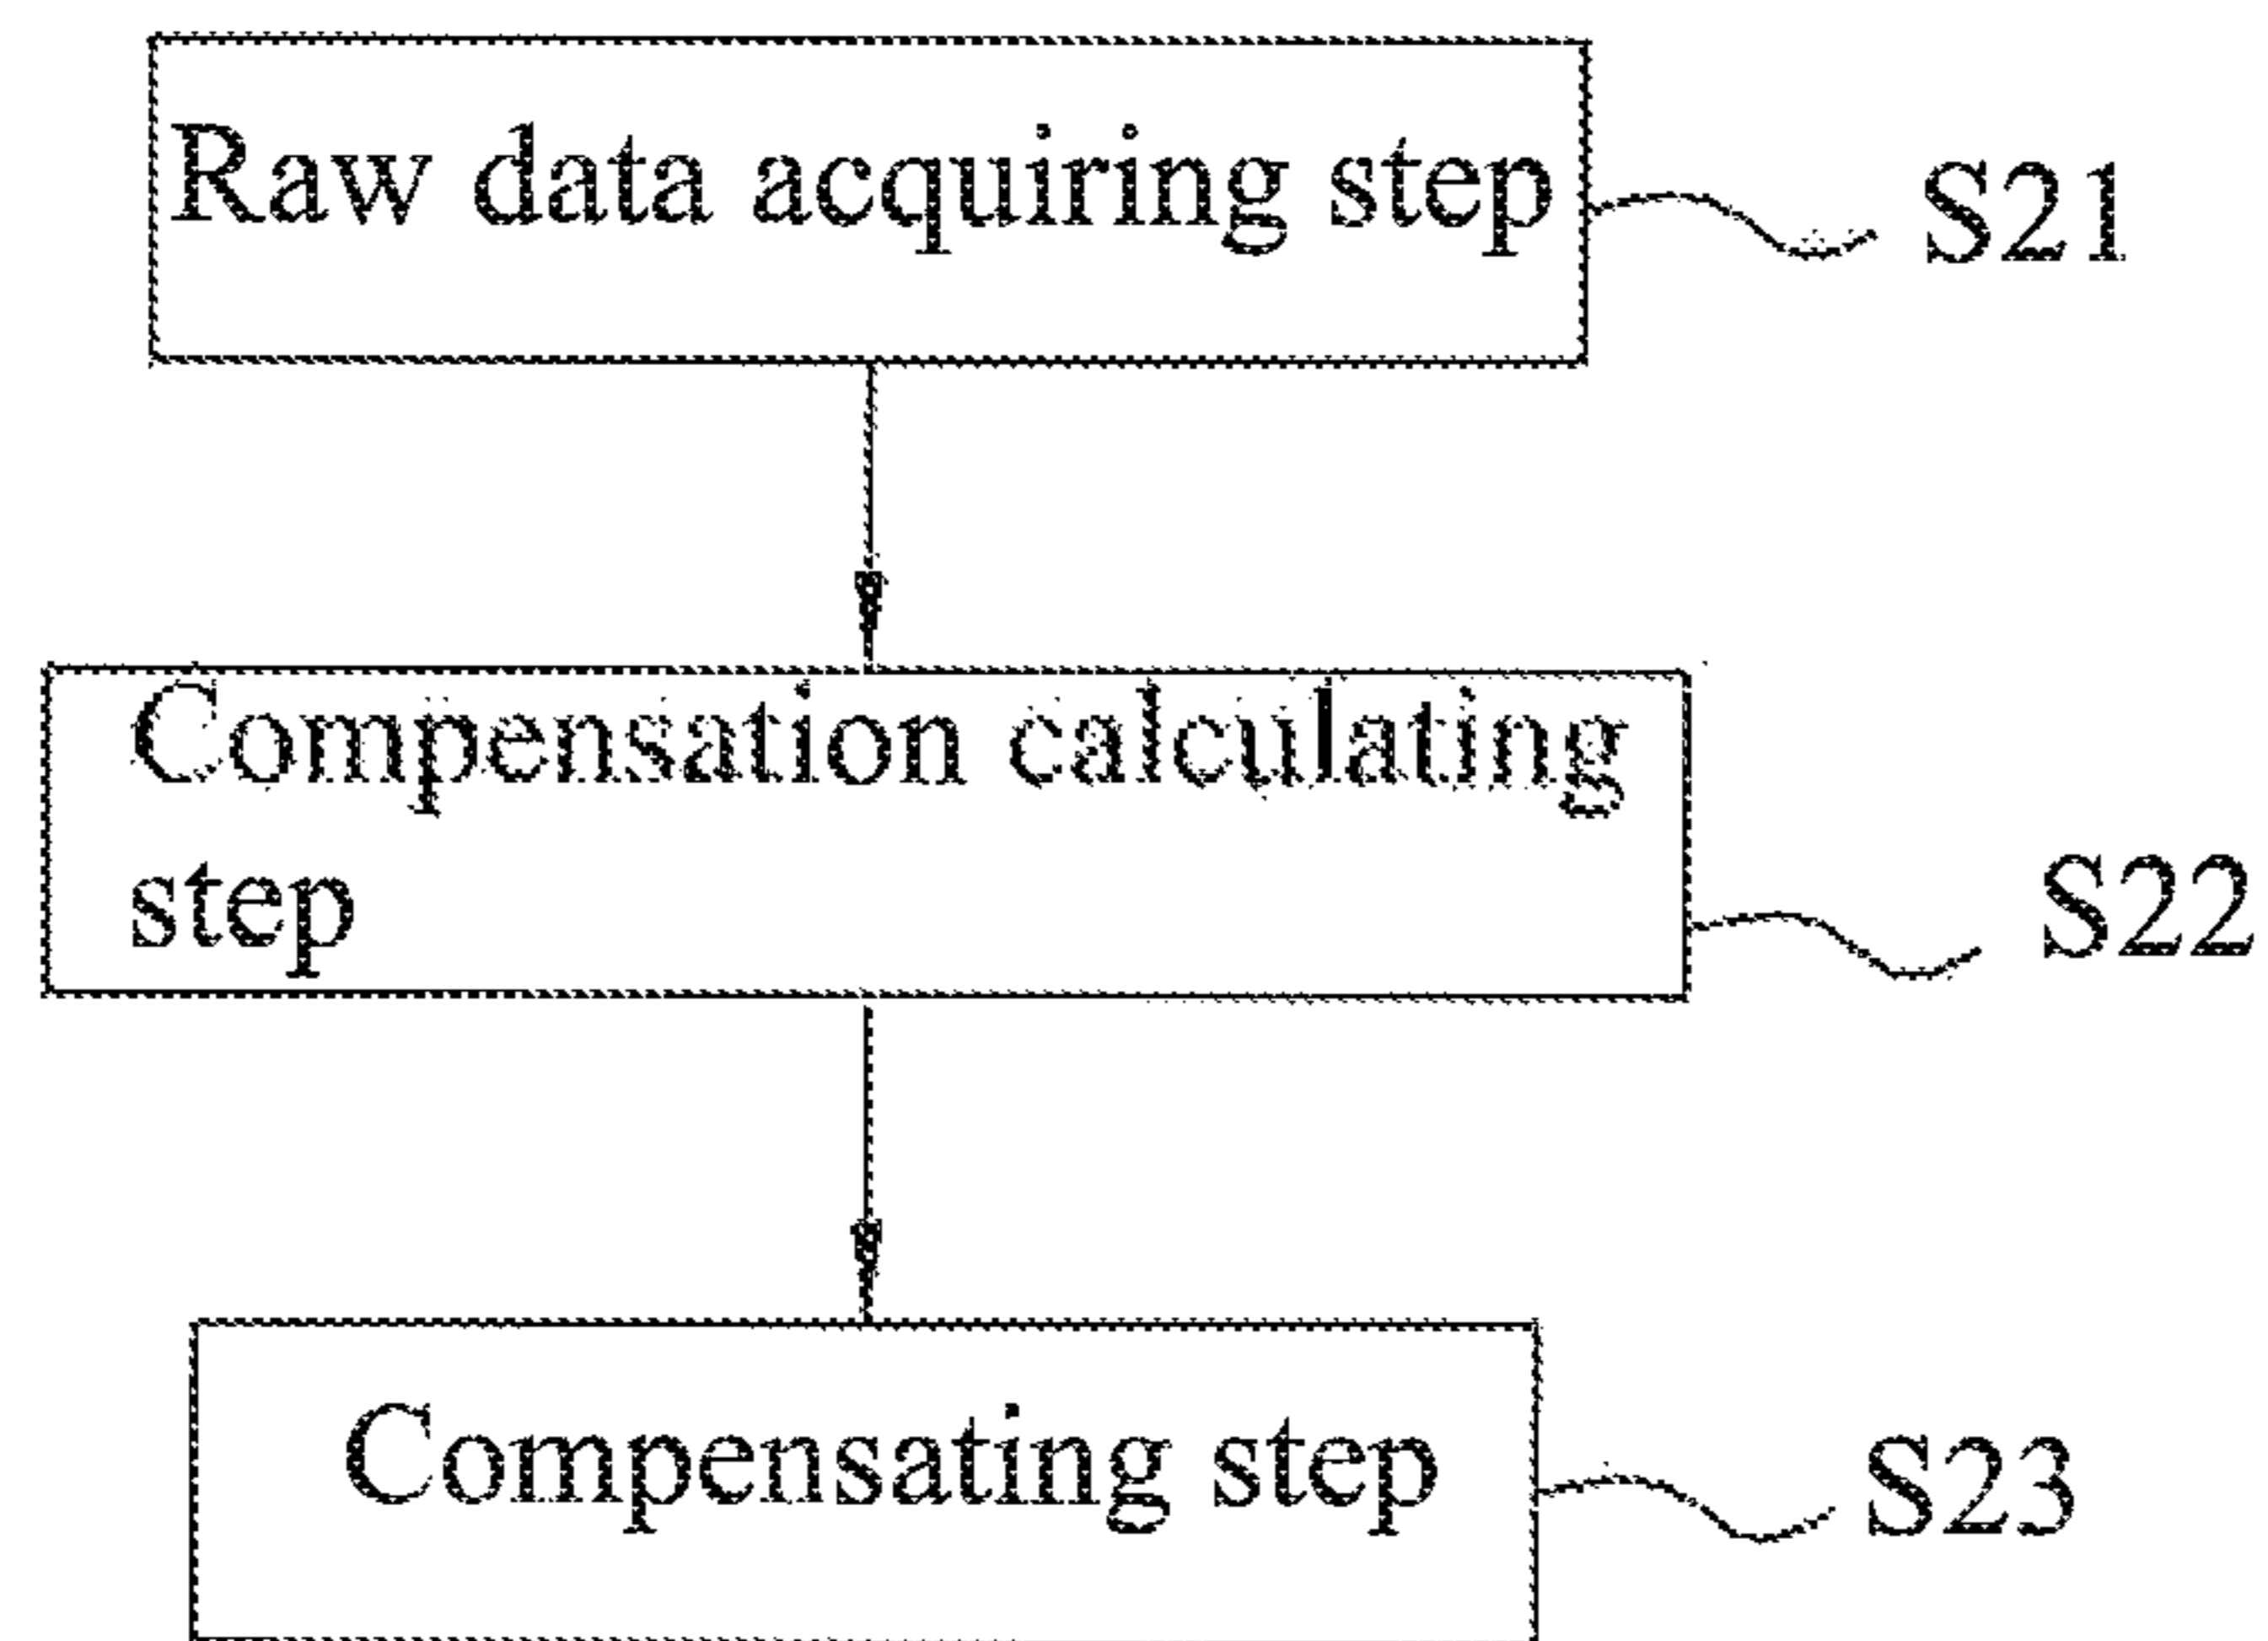 Raw data acquiring step
S21
Compensation calculating
step
S22
Compensating step
S23